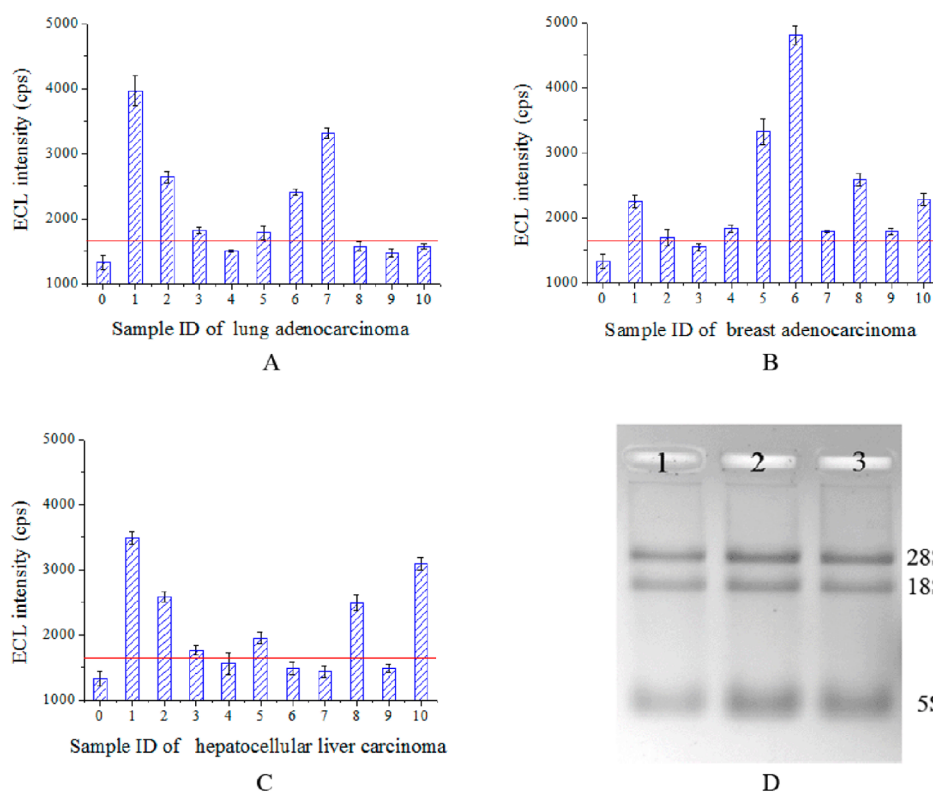 5000
4000
3000
2000
1000
ECL intensity (cps)
0 1 2 3 4 5 6 7 8 9 10
Sample ID of lung adenocarcinoma
A
5000
4000
3000
2000
1000
ECL intensity (cps)
0 1 2 3 4 5 6 7 8 9 10
Sample ID of breast adenocarcinoma
B
5000
4000
3000
2000
1000
ECL intensity (cps)
0 1 2 3 4 5 6 7 8 9 10
Sample ID of hepatocellular liver carcinoma
C
1 2 3
28S
18S
5S
D